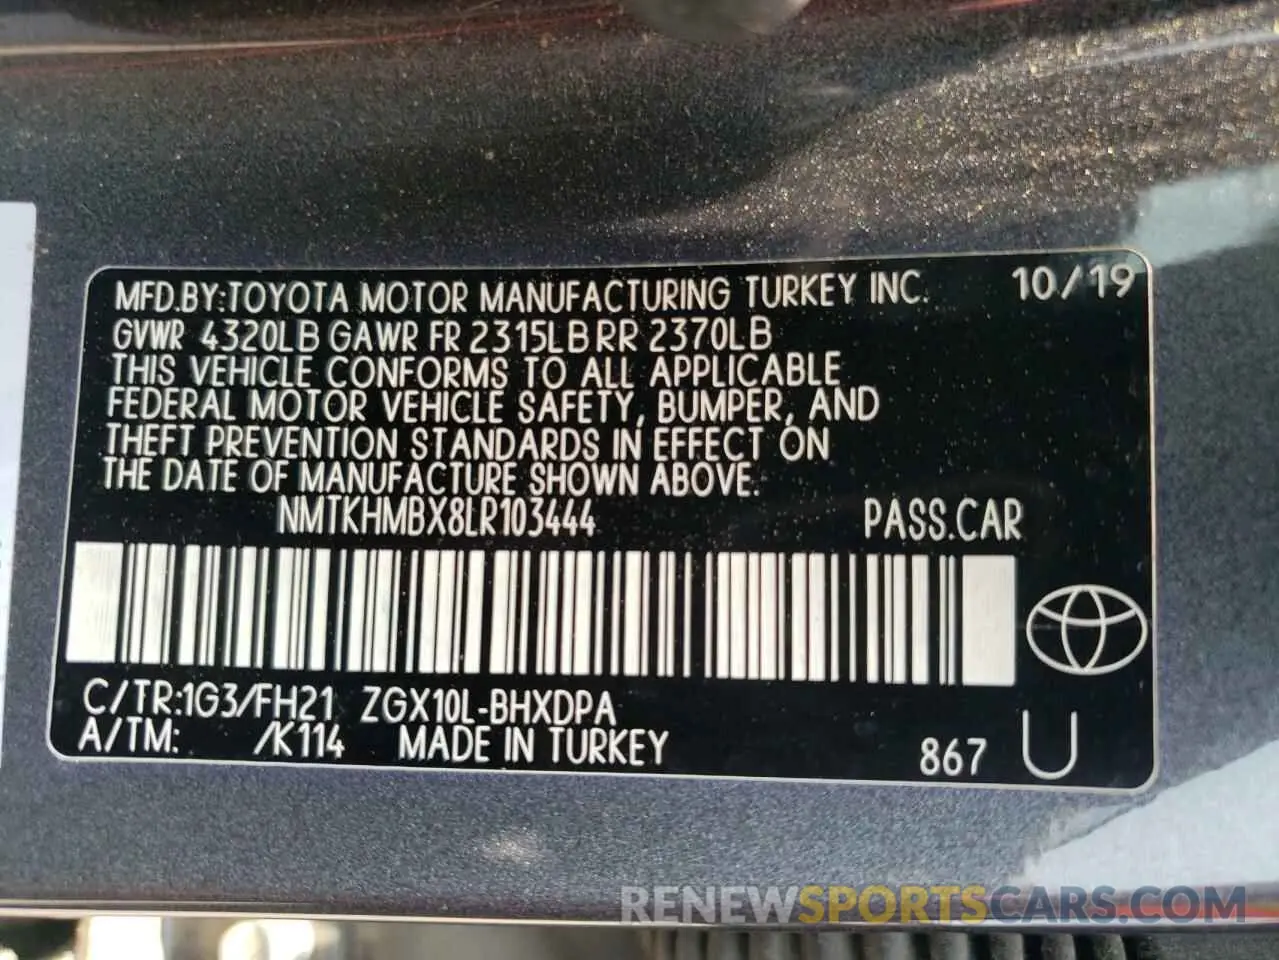 MFD.BY:TOYOTA MOTOR MANUFACTURING TURKEY INC. 10/19
GVWR 4320LB GAWR FR 2315LB RR 2370LB
THIS VEHICLE CONFORMS TO ALL APPLICABLE
FEDERAL MOTOR VEHICLE SAFETY, BUMPER, AND
THEFT PREVENTION STANDARDS IN EFFECT ON
THE DATE OF MANUFACTURE SHOWN ABOVE.
NMTKHMBX8LR103444 PASS.CAR
C/TR:1G3/FH21 ZGX10L-BHXDPA
A/TM: /K114 MADE IN TURKEY 867 U
RENEWSPORTSCARS.COM